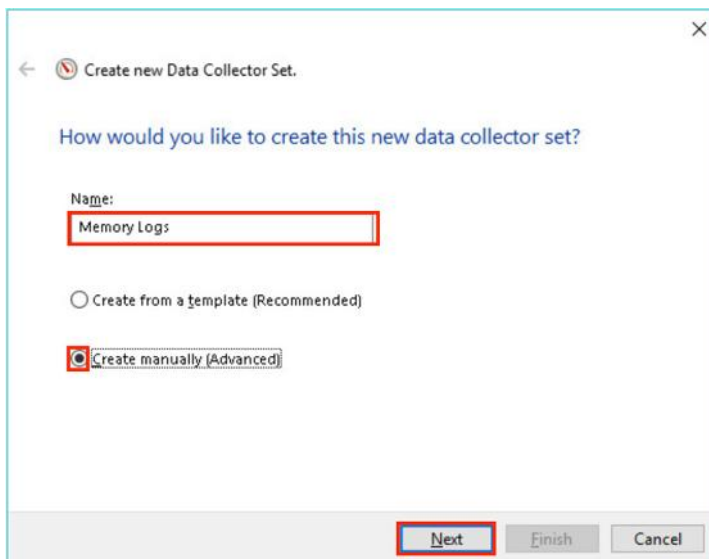 Create new Data Collector Set.
How would you like to create this new data collector set?
Name:
Memory Logs
Create from a template (Recommended)
Create manually (Advanced)
Next Finish Cancel